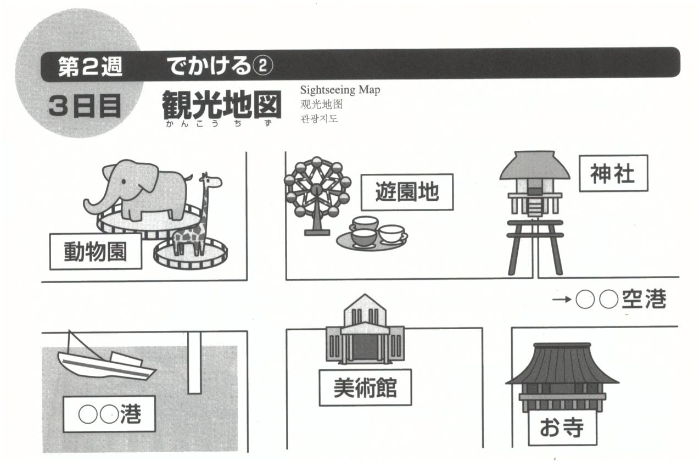 第2週 でかける②
3日目 観光地図
かんこうちず
Sightseeing Map
观光地图
관광지도
動物園
遊園地
神社
→○○空港
○○港
美術館
お寺